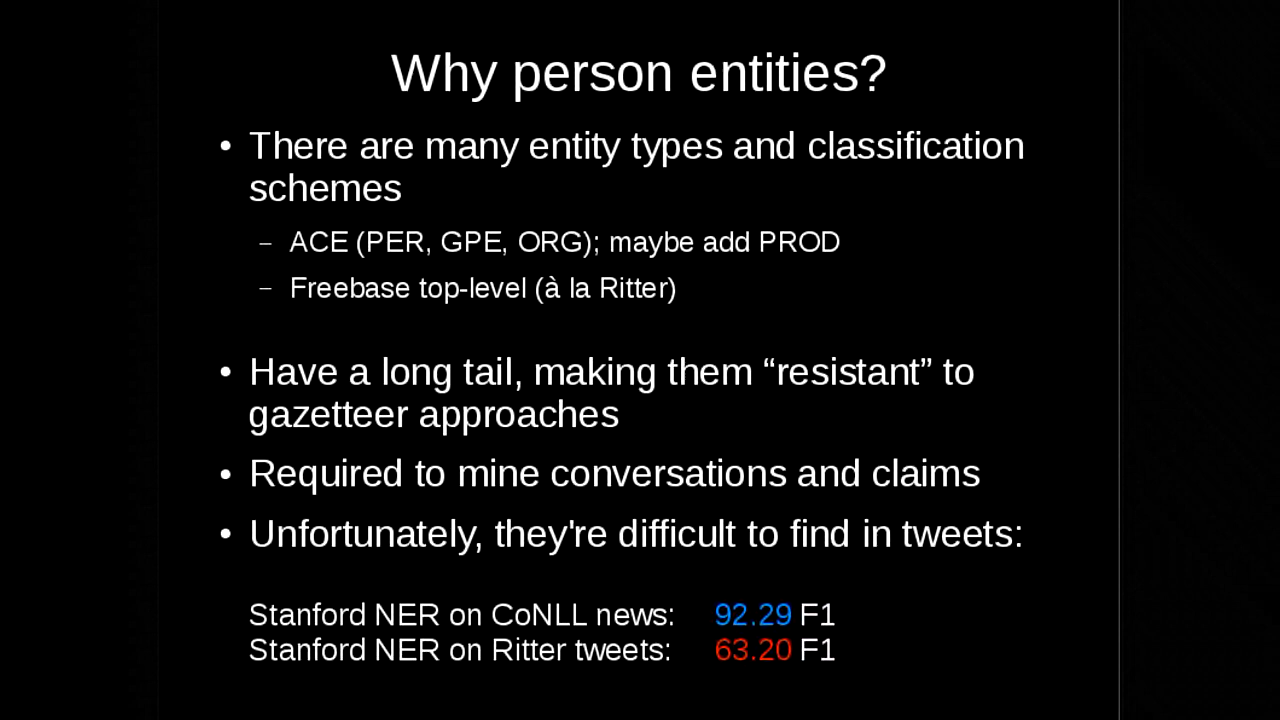 Why person entities?
• There are many entity types and classification
schemes
– ACE (PER, GPE, ORG); maybe add PROD
– Freebase top-level (à la Ritter)
• Have a long tail, making them “resistant” to
gazetteer approaches
• Required to mine conversations and claims
• Unfortunately, they're difficult to find in tweets:
Stanford NER on CoNLL news: 92.29 F1
Stanford NER on Ritter tweets: 63.20 F1